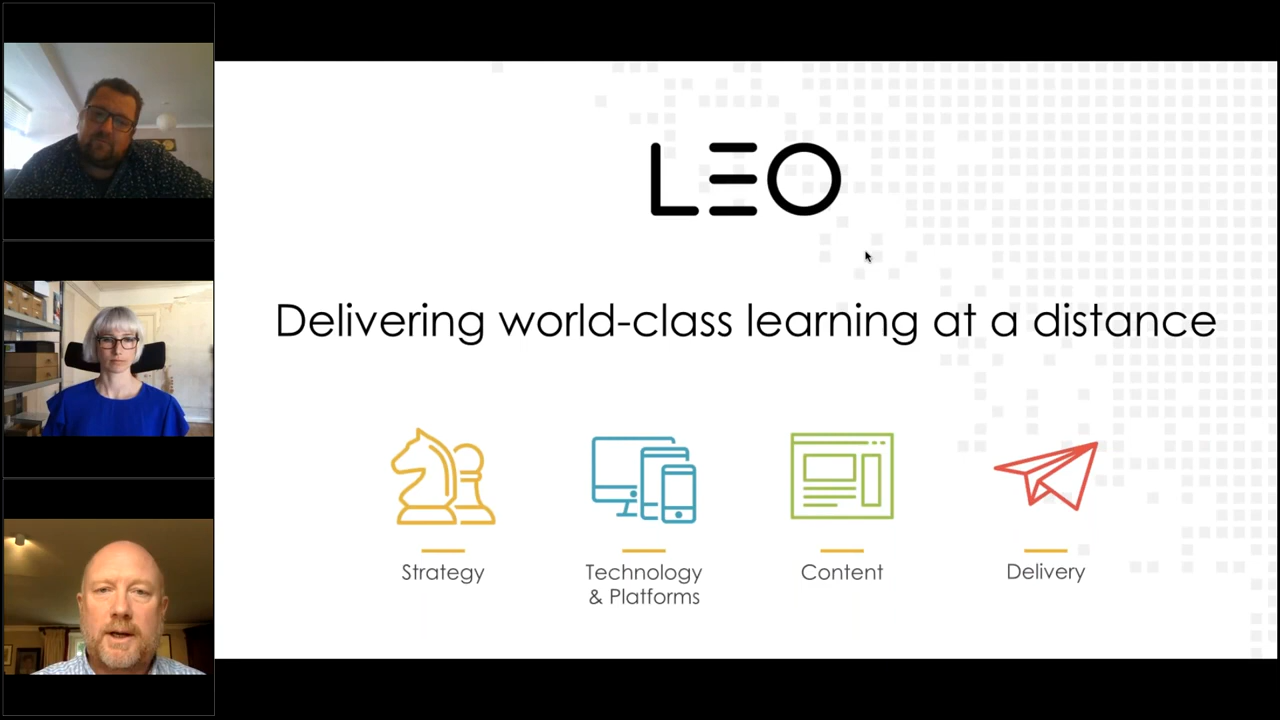 LEO
Delivering world-class learning at a distance
Strategy
Technology
& Platforms
Content
Delivery